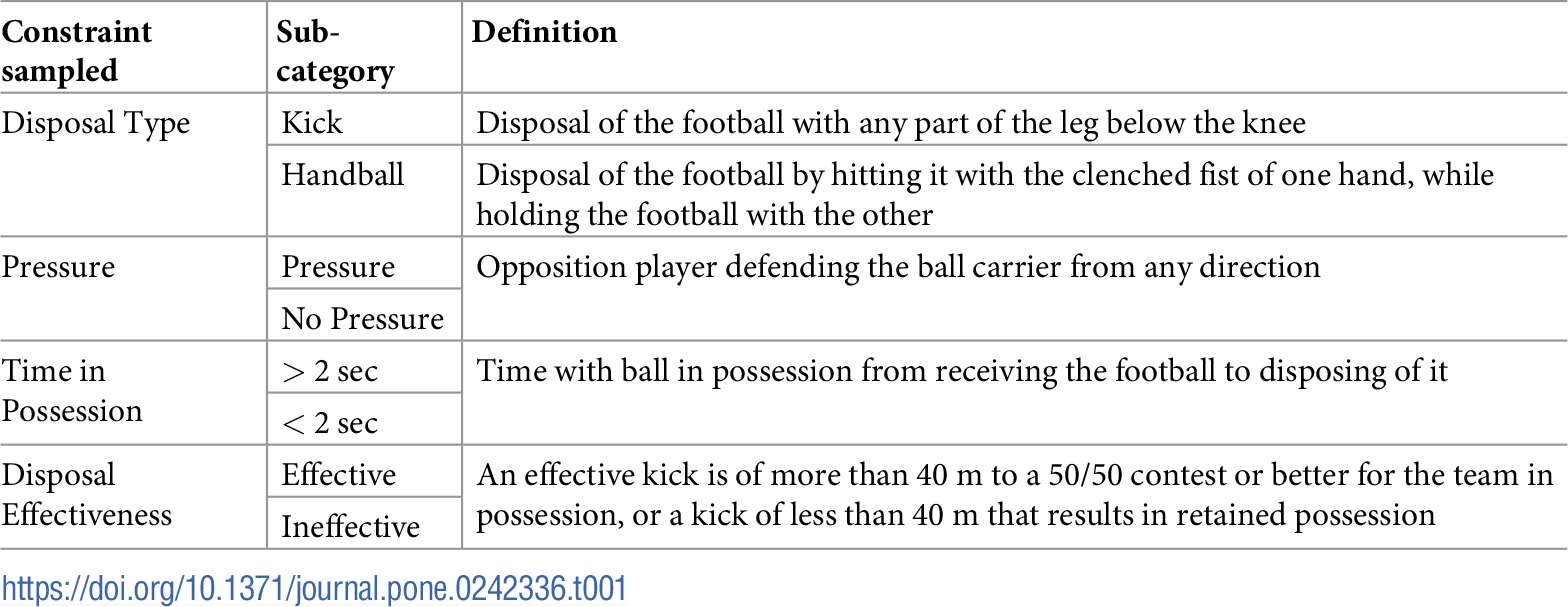 Constraint sampled
Sub-category
Definition
Disposal Type
Kick
Disposal of the football with any part of the leg below the knee
Handball
Disposal of the football by hitting it with the clenched fist of one hand, while
holding the football with the other
Pressure
Pressure
Opposition player defending the ball carrier from any direction
No Pressure
Time in
Possession
> 2 sec
Time with ball in possession from receiving the football to disposing of it
< 2 sec
Disposal
Effectiveness
Effective
An effective kick is of more than 40 m to a 50/50 contest or better for the team in
possession, or a kick of less than 40 m that results in retained possession
Ineffective
https://doi.org/10.1371/journal.pone.0242336.t001